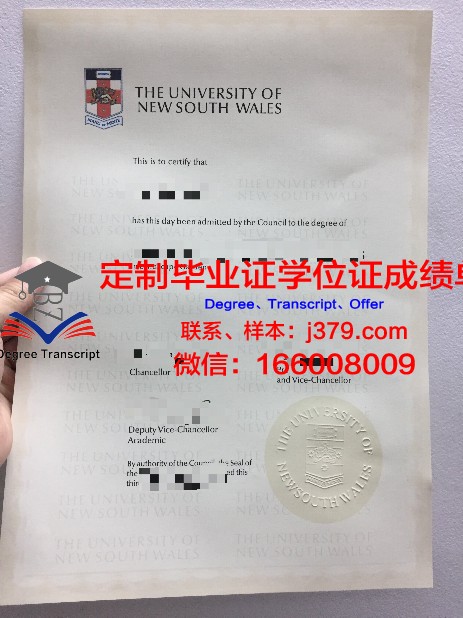 THE UNIVERSITY OF
NEW SOUTH WALES
This is to certify that
has this day been admitted by the Council to the degree of
定制毕业证学位证成绩单
Degree、Transcript、Offer
联系、样本：j379.com
微信：166008009
Degree Transcript
Chancellor
and Vice-Chancellor
Deputy Vice-Chancellor
Academic
By authority of the Council, the Seal of
the
this
THE UNIVERSITY OF
NEW SOUTH WALES